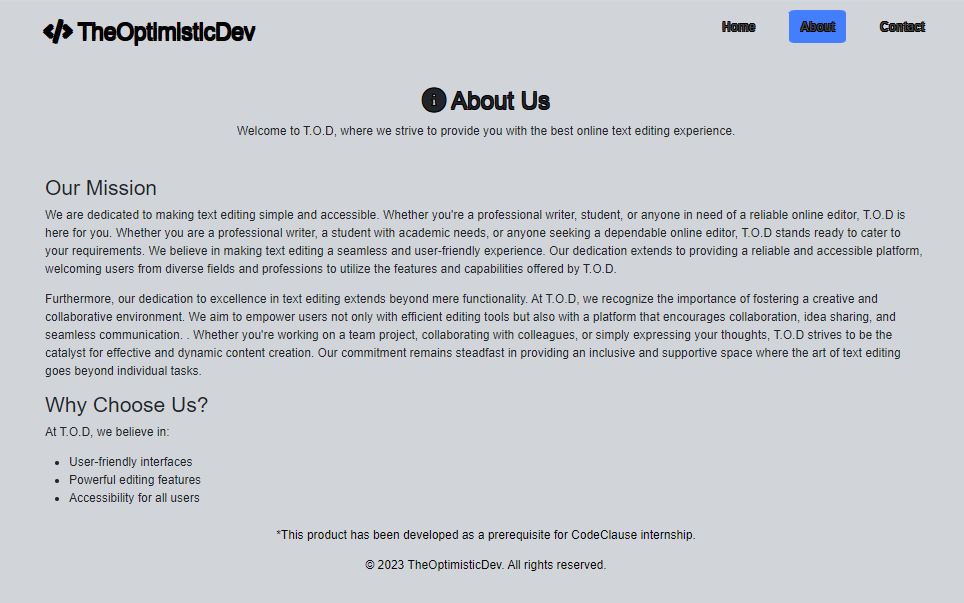 TheOptimisticDev
Home About Contact
About Us
Welcome to T.O.D, where we strive to provide you with the best online text editing experience.
Our Mission
We are dedicated to making text editing simple and accessible. Whether you're a professional writer, student, or anyone in need of a reliable online editor, T.O.D is
here for you. Whether you are a professional writer, a student with academic needs, or anyone seeking a dependable online editor, T.O.D stands ready to cater to
your requirements. We believe in making text editing a seamless and user-friendly experience. Our dedication extends to providing a reliable and accessible platform,
welcoming users from diverse fields and professions to utilize the features and capabilities offered by T.O.D.
Furthermore, our dedication to excellence in text editing extends beyond mere functionality. At T.O.D, we recognize the importance of fostering a creative and
collaborative environment. We aim to empower users not only with efficient editing tools but also with a platform that encourages collaboration, idea sharing, and
seamless communication. . Whether you're working on a team project, collaborating with colleagues, or simply expressing your thoughts, T.O.D strives to be the
catalyst for effective and dynamic content creation. Our commitment remains steadfast in providing an inclusive and supportive space where the art of text editing
goes beyond individual tasks.
Why Choose Us?
At T.O.D, we believe in:
• User-friendly interfaces
• Powerful editing features
• Accessibility for all users
*This product has been developed as a prerequisite for CodeClause internship.
© 2023 TheOptimisticDev. All rights reserved.